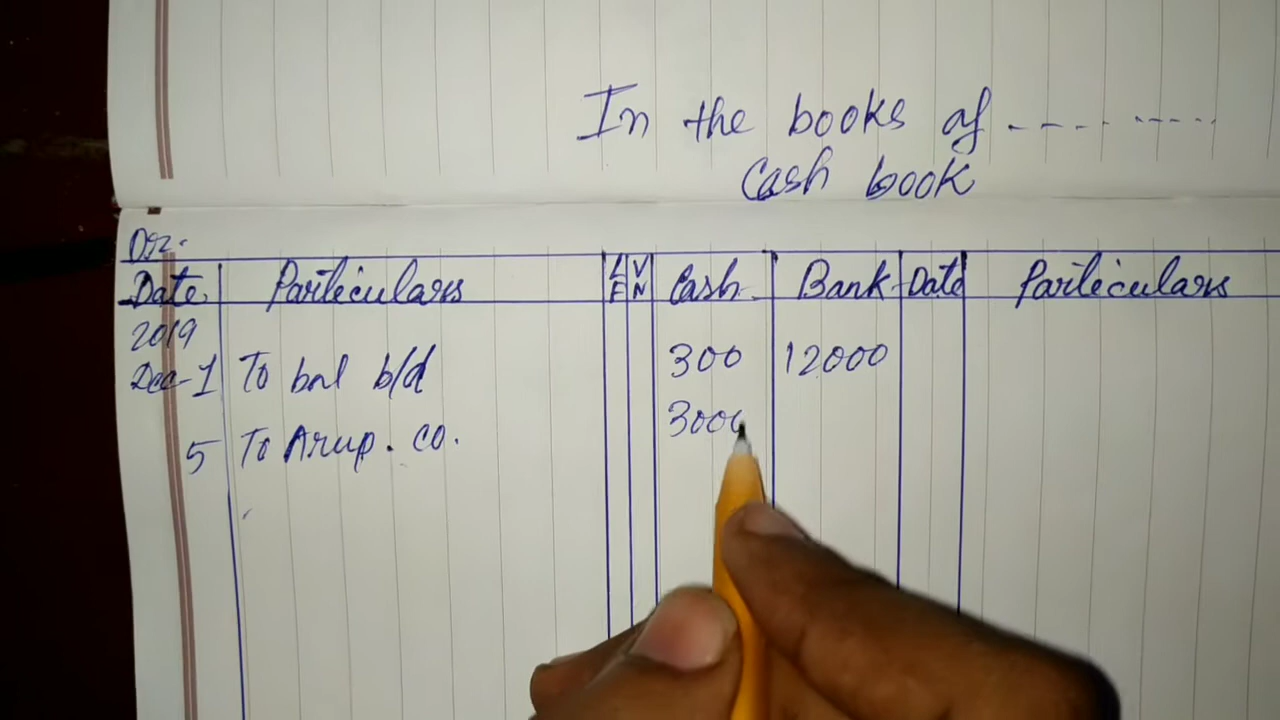 In the books of ---- -----
Cash book
Dr.
Date Particulars L F V N Cash Bank Date Particulars
2019
Dec-1 To bal b/d 300 12000
5 To Arup. co. 3000